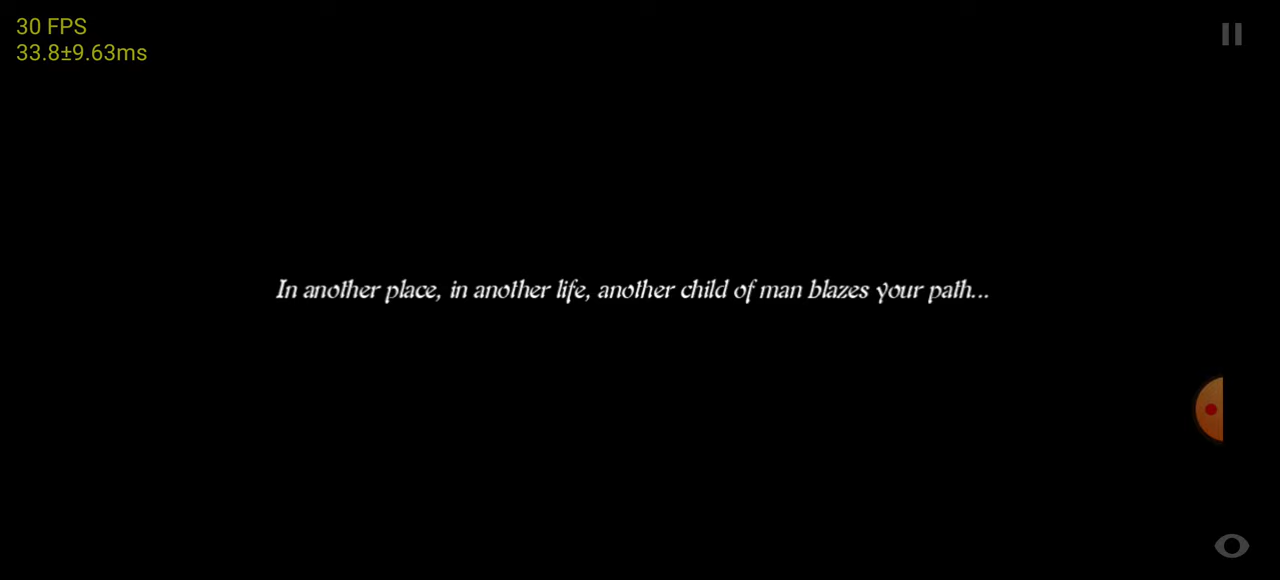 30 FPS
33.8±9.63ms
In another place, in another life, another child of man blazes your path...